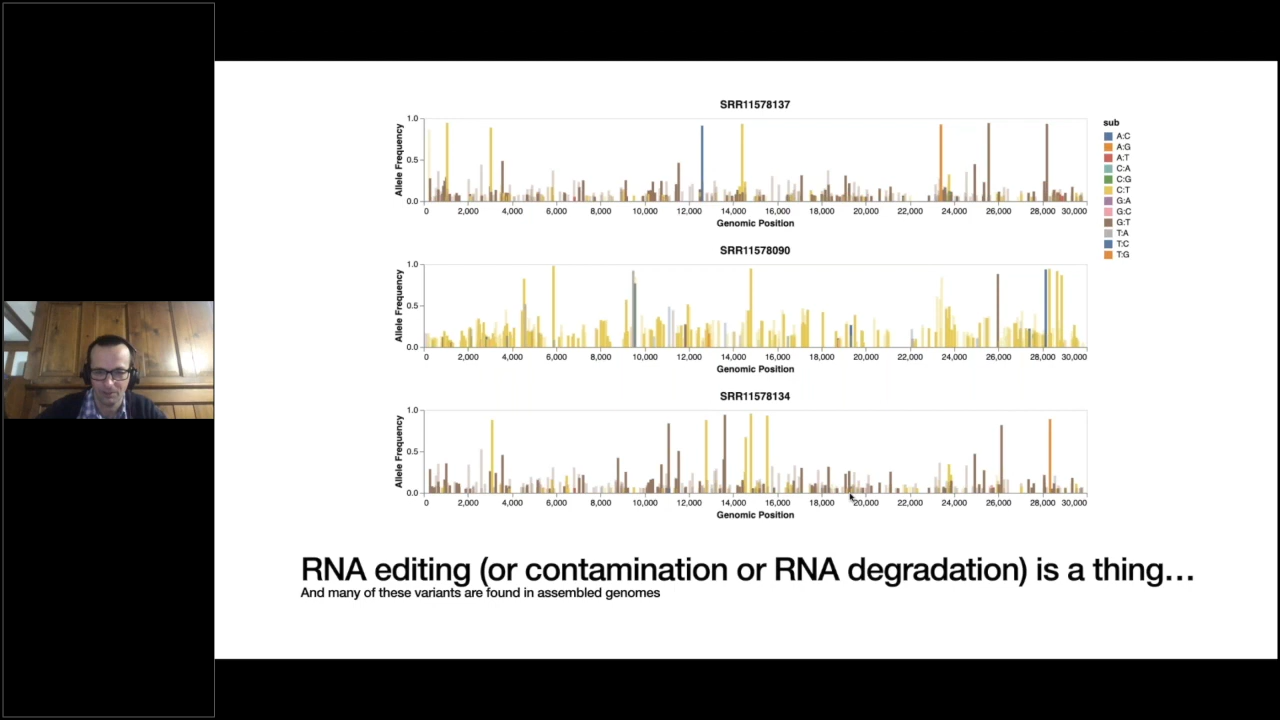 SRR11578137
1.0
0.5
0.0
Allele Frequency
0 2,000 4,000 6,000 8,000 10,000 12,000 14,000 16,000 18,000 20,000 22,000 24,000 26,000 28,000 30,000
Genomic Position
sub
A:C
A:G
A:T
C:A
C:G
C:T
G:A
G:C
G:T
T:A
T:C
T:G
SRR11578090
1.0
0.5
0.0
Allele Frequency
0 2,000 4,000 6,000 8,000 10,000 12,000 14,000 16,000 18,000 20,000 22,000 24,000 26,000 28,000 30,000
Genomic Position
SRR11578134
1.0
0.5
0.0
Allele Frequency
0 2,000 4,000 6,000 8,000 10,000 12,000 14,000 16,000 18,000 20,000 22,000 24,000 26,000 28,000 30,000
Genomic Position
RNA editing (or contamination or RNA degradation) is a thing…
And many of these variants are found in assembled genomes